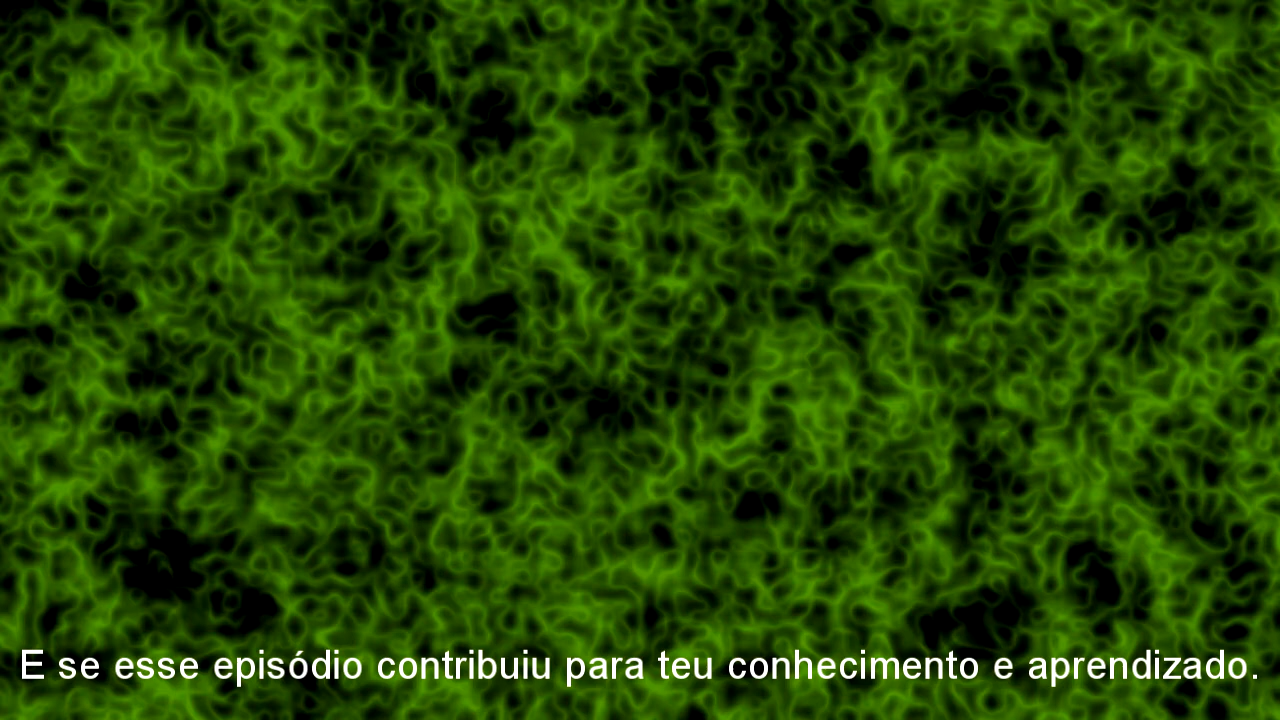 E se esse episódio contribuiu para teu conhecimento e aprendizado.